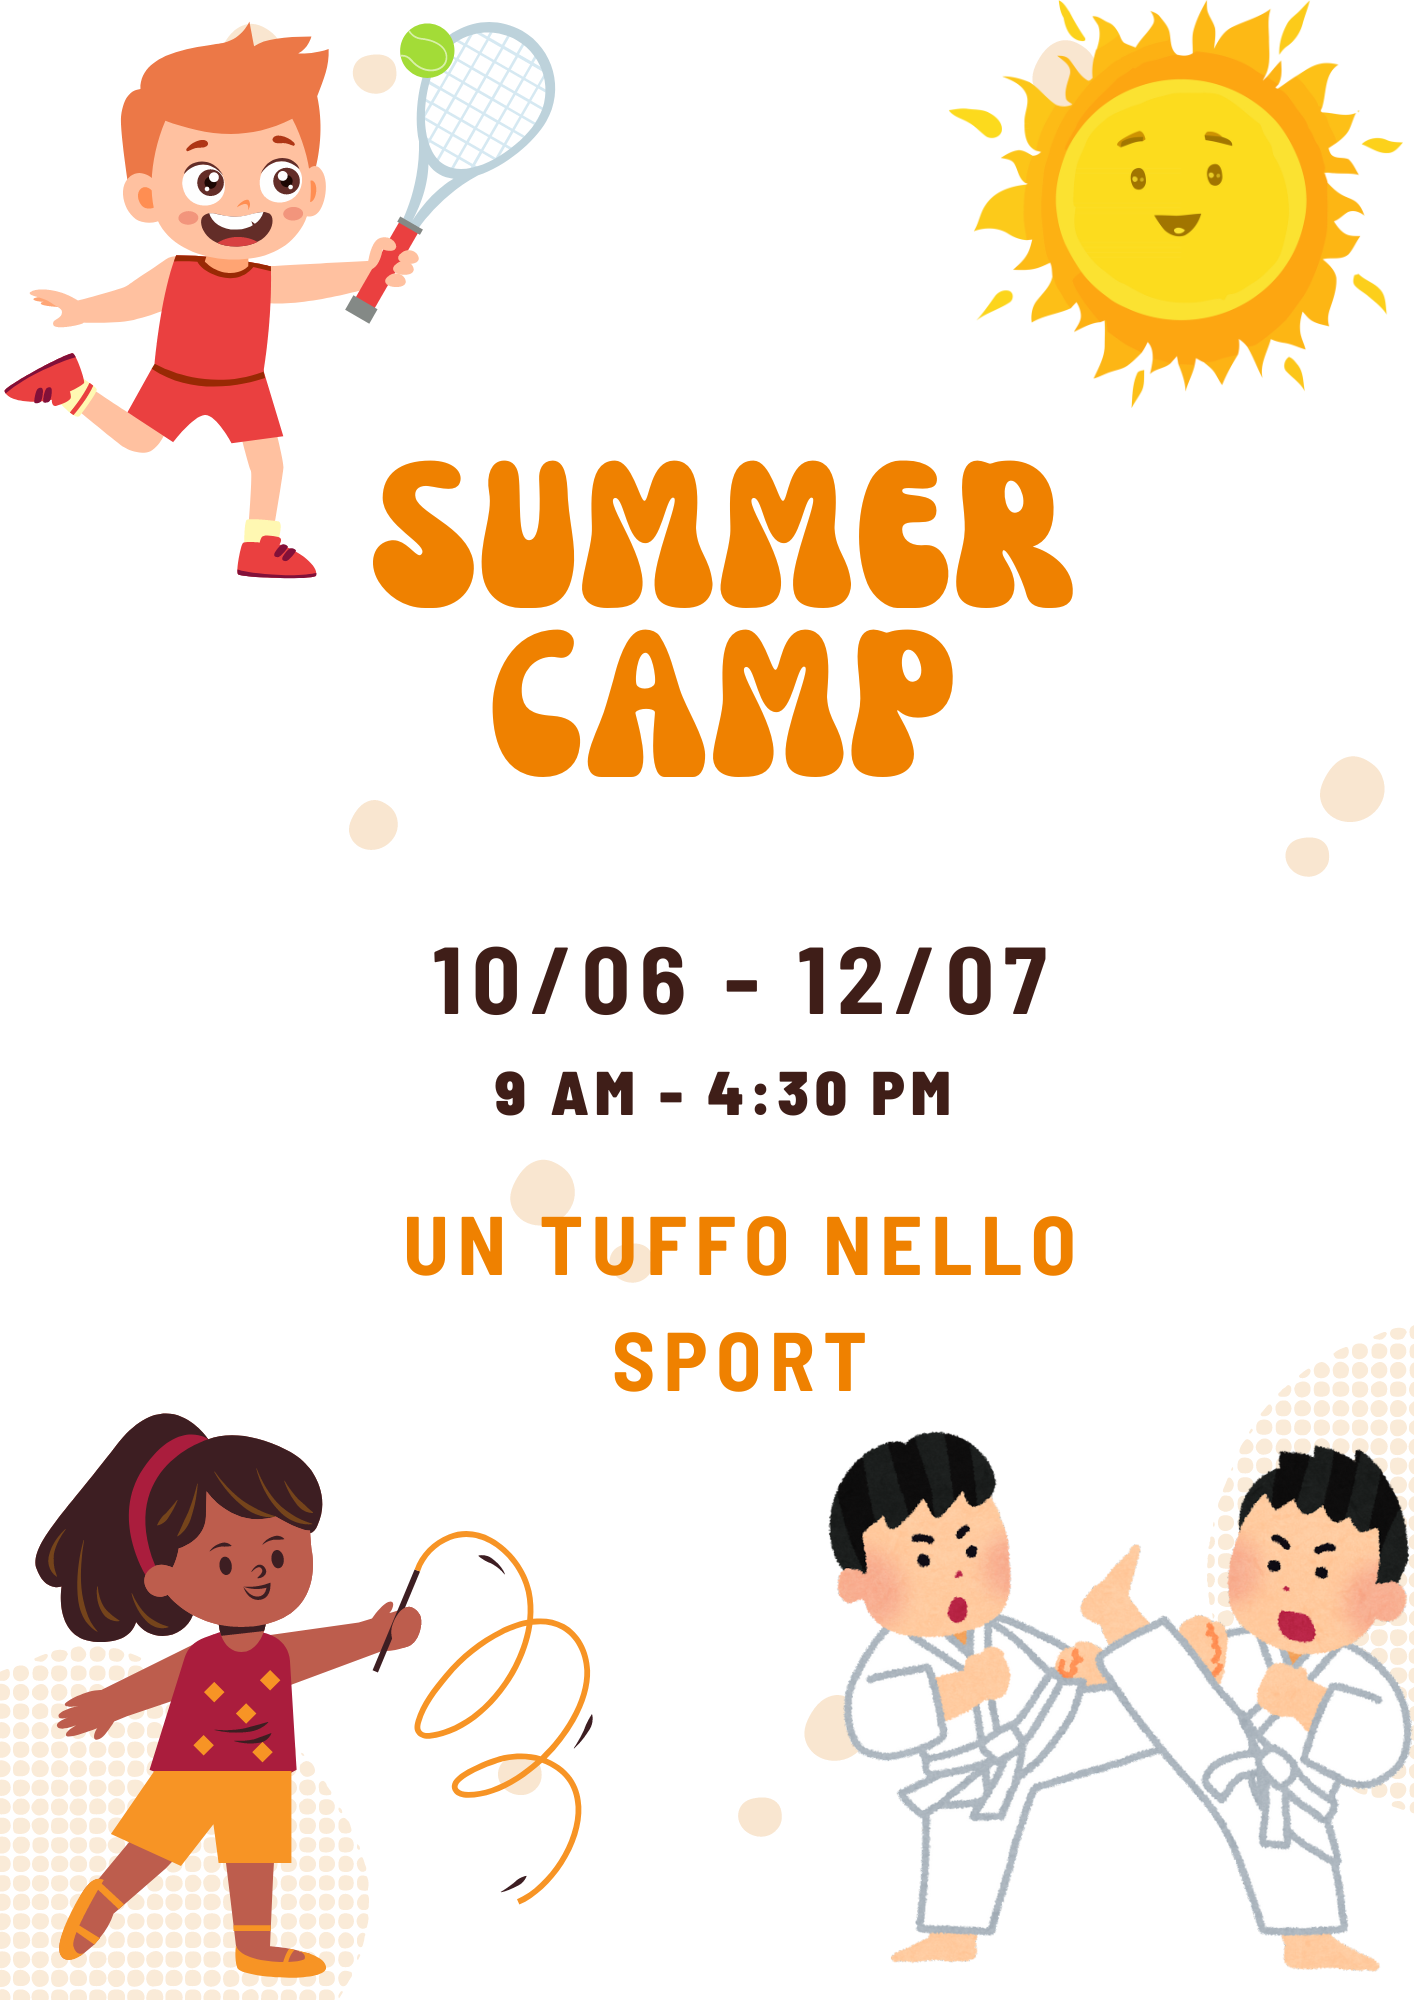 SUMMER
CAMP
10/06 - 12/07
9 AM - 4:30 PM
UN TUFFO NELLO
SPORT